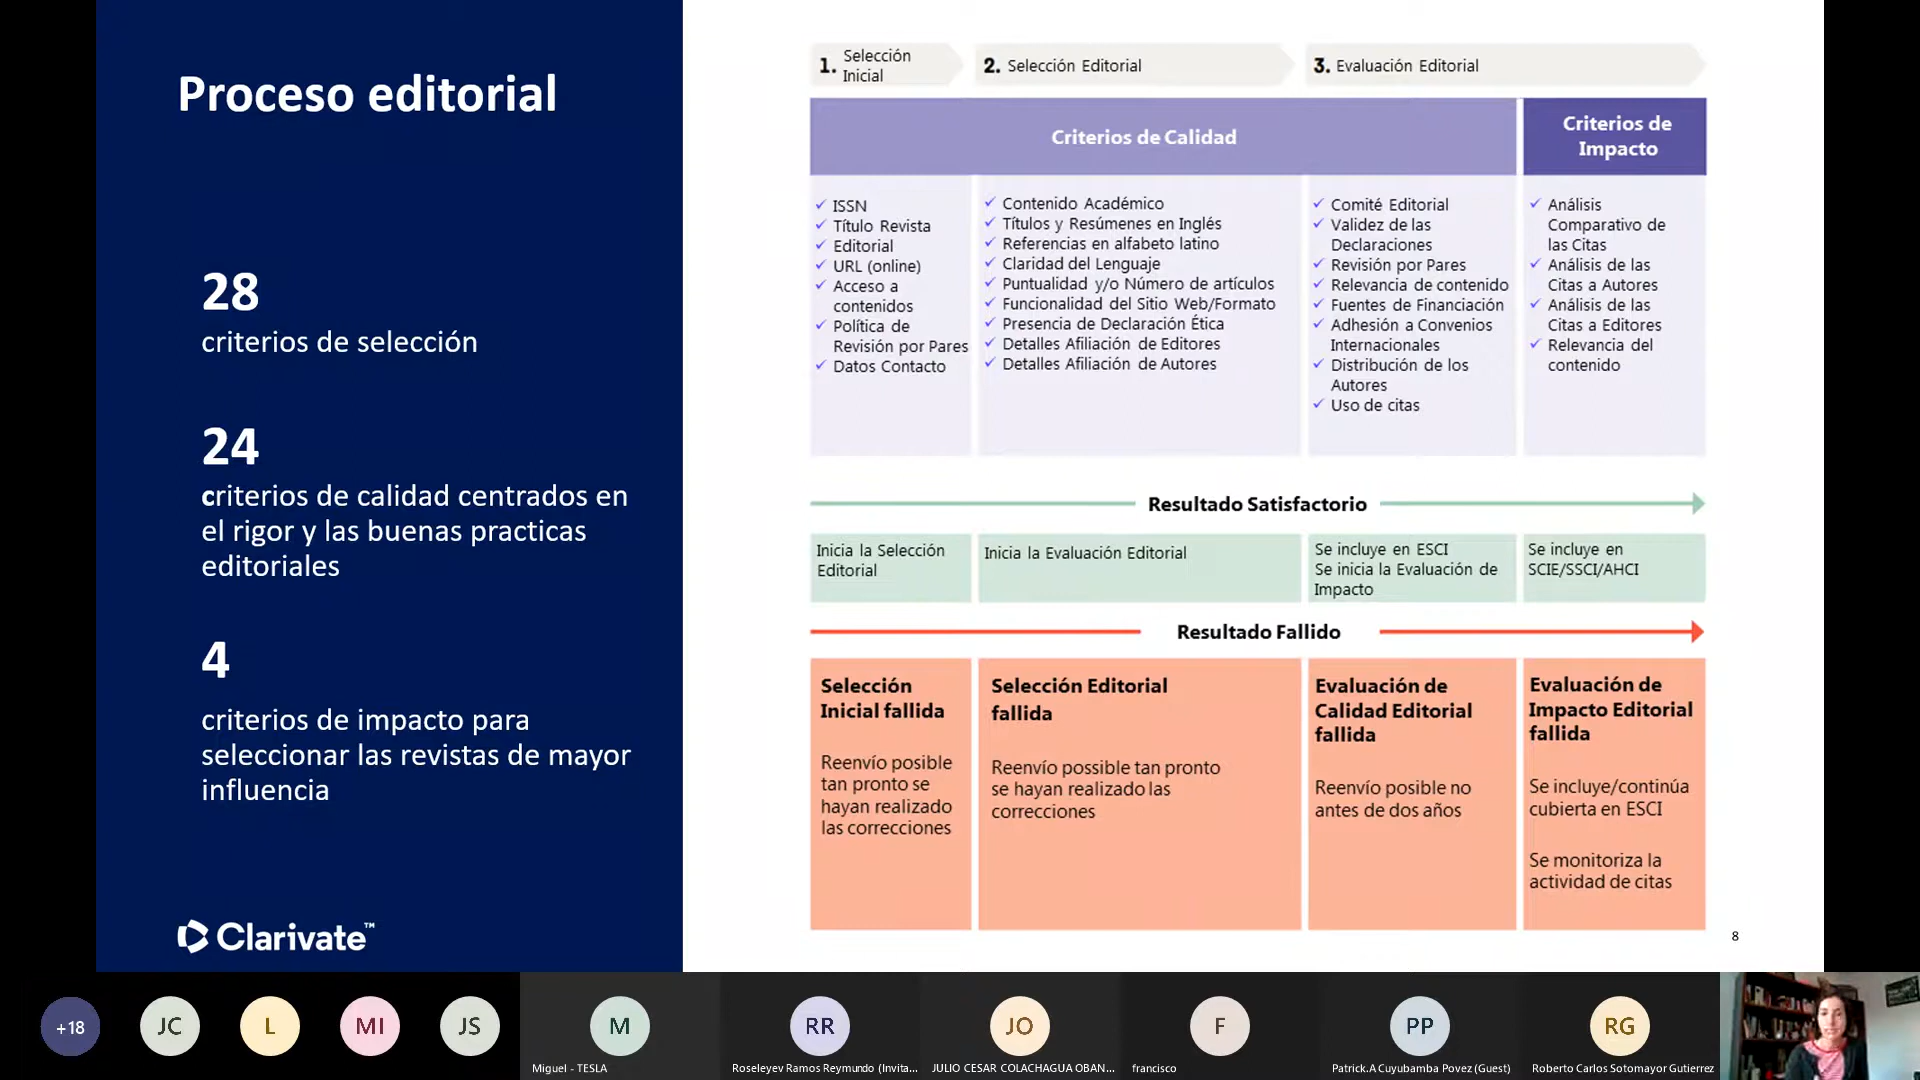 Proceso editorial
28
criterios de selección
24
criterios de calidad centrados en
el rigor y las buenas practicas
editoriales
4
criterios de impacto para
seleccionar las revistas de mayor
influencia
Clarivate™
1. Selección
Inicial
2. Selección Editorial
3. Evaluación Editorial
Criterios de Calidad
Criterios de
Impacto
✓ ISSN
✓ Título Revista
✓ Editorial
✓ URL (online)
✓ Acceso a
contenidos
✓ Política de
Revisión por Pares
✓ Datos Contacto
✓ Contenido Académico
✓ Títulos y Resúmenes en Inglés
✓ Referencias en alfabeto latino
✓ Claridad del Lenguaje
✓ Puntualidad y/o Número de artículos
✓ Funcionalidad del Sitio Web/Formato
✓ Presencia de Declaración Ética
✓ Detalles Afiliación de Editores
✓ Detalles Afiliación de Autores
✓ Comité Editorial
✓ Validez de las
Declaraciones
✓ Revisión por Pares
✓ Relevancia de contenido
✓ Fuentes de Financiación
✓ Adhesión a Convenios
Internacionales
✓ Distribución de los
Autores
✓ Uso de citas
✓ Análisis
Comparativo de
las Citas
✓ Análisis de las
Citas a Autores
✓ Análisis de las
Citas a Editores
✓ Relevancia del
contenido
Resultado Satisfactorio
Inicia la Selección
Editorial
Inicia la Evaluación Editorial
Se incluye en ESCI
Se inicia la Evaluación de
Impacto
Se incluye en
SCIE/SSCI/AHCI
Resultado Fallido
Selección
Inicial fallida
Reenvío posible
tan pronto se
hayan realizado
las correcciones
Selección Editorial
fallida
Reenvío possible tan pronto
se hayan realizado las
correcciones
Evaluación de
Calidad Editorial
fallida
Reenvío posible no
antes de dos años
Evaluación de
Impacto Editorial
fallida
Se incluye/continúa
cubierta en ESCI
Se monitoriza la
actividad de citas
8
+18
JC
L
MI
JS
M
RR
JO
F
PP
RG
Miguel - TESLA
Roseleyev Ramos Reymundo (Invita...
JULIO CESAR COLACHAGUA OBAN...
francisco
Patrick.A Cuyubamba Povez (Guest)
Roberto Carlos Sotomayor Gutierrez